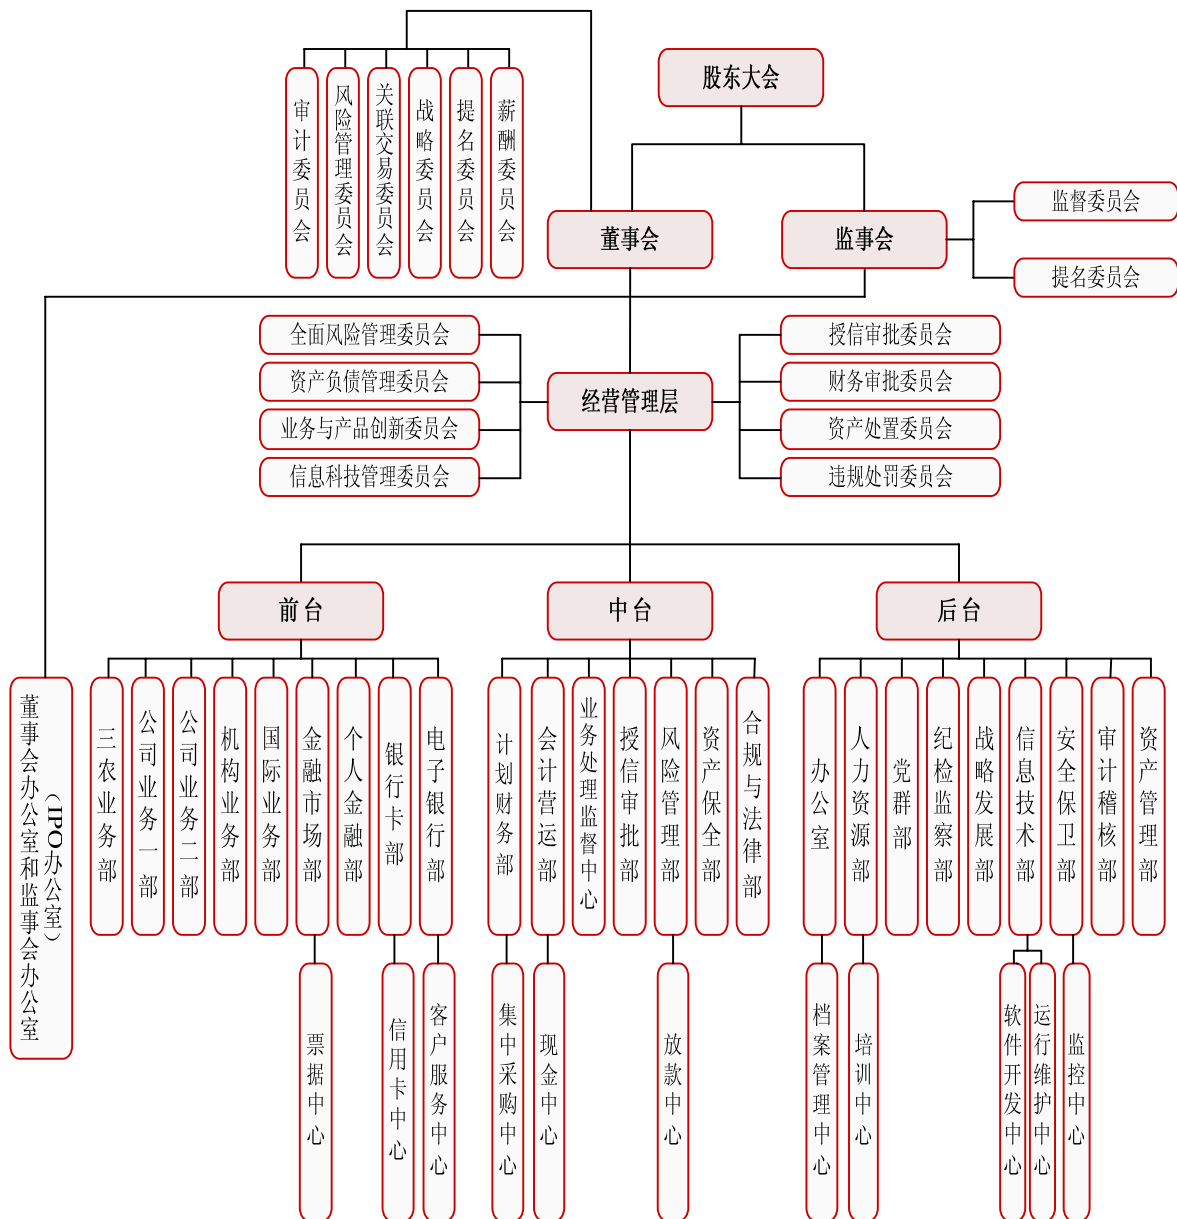 股东大会
审计委员会
风险管理委员会
关联交易委员会
战略委员会
提名委员会
薪酬委员会
董事会
监事会
监督委员会
提名委员会
全面风险管理委员会
资产负债管理委员会
业务与产品创新委员会
信息科技管理委员会
经营管理层
授信审批委员会
财务审批委员会
资产处置委员会
违规处罚委员会
前台
中台
后台
董事会办公室和监事会办公室
（IPO办公室）
三农业务部
公司业务一部
公司业务二部
机构业务部
国际业务部
金融市场部
个人金融部
银行卡部
电子银行部
计划财务部
会计营运部
业务处理监督中心
授信审批部
风险管理部
资产保全部
合规与法律部
办公室
人力资源部
党群部
纪检监察部
战略发展部
信息技术部
安全保卫部
审计稽核部
资产管理部
票据中心
信用卡中心
客户服务中心
集中采购中心
现金中心
放款中心
档案管理中心
培训中心
软件开发中心
运行维护中心
监控中心